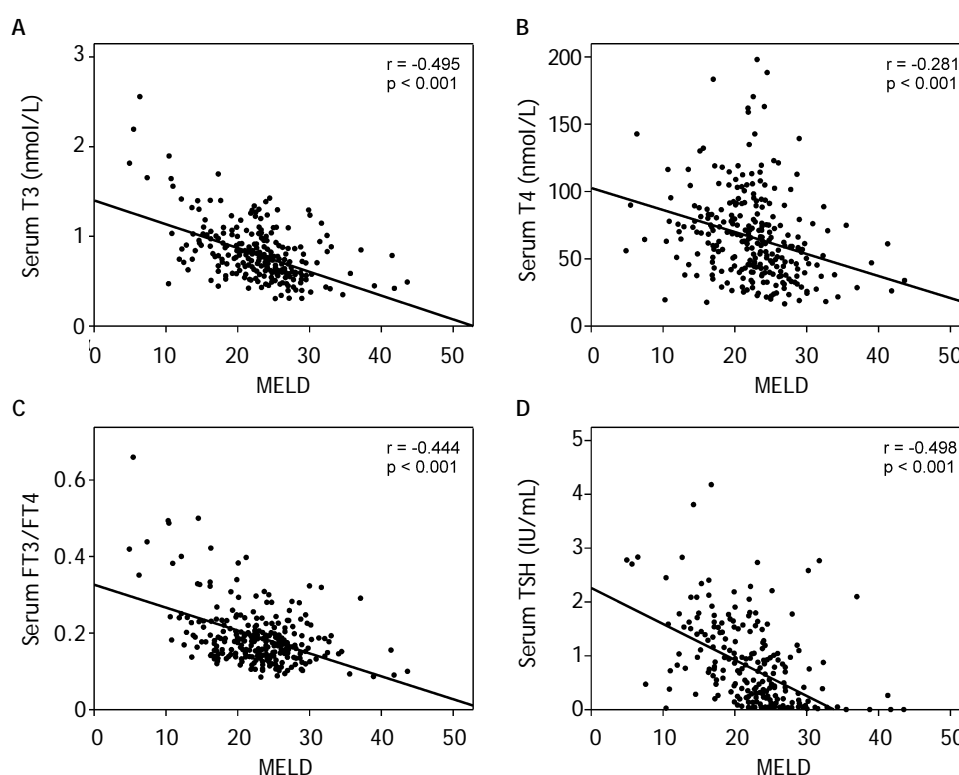 A
3
2
1
0
Serum T3 (nmol/L)
r = -0.495
p < 0.001
0 10 20 30 40 50
MELD
B
200
150
100
50
0
Serum T4 (nmol/L)
r = -0.281
p < 0.001
0 10 20 30 40 50
MELD
C
0.6
0.4
0.2
0
Serum FT3/FT4
r = -0.444
p < 0.001
0 10 20 30 40 50
MELD
D
5
4
3
2
1
0
Serum TSH (IU/mL)
r = -0.498
p < 0.001
0 10 20 30 40 50
MELD